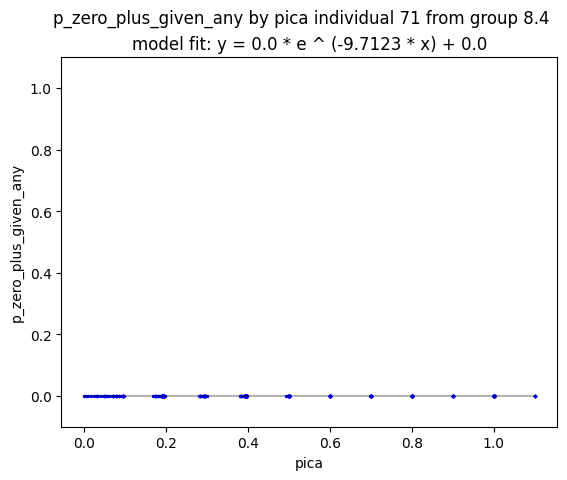 p_zero_plus_given_any by pica individual 71 from group 8.4
model fit: y = 0.0 * e ^ (-9.7123 * x) + 0.0
1.0
0.8
0.6
0.4
0.2
0.0
p_zero_plus_given_any
0.0 0.2 0.4 0.6 0.8 1.0
pica